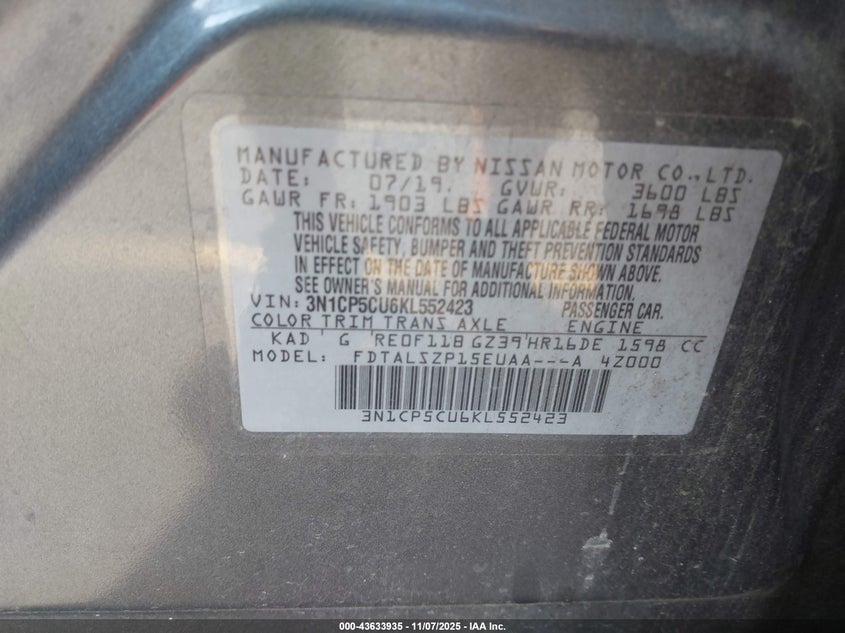 MANUFACTURED BY NISSAN MOTOR CO., LTD.
DATE: 07/19. GVWR: 3600 LBS
GAWR FR: 1903 LBS GAWR RR: 1698 LBS
THIS VEHICLE CONFORMS TO ALL APPLICABLE FEDERAL MOTOR
VEHICLE SAFETY, BUMPER AND THEFT PREVENTION STANDARDS
IN EFFECT ON THE DATE OF MANUFACTURE SHOWN ABOVE.
SEE OWNER'S MANUAL FOR ADDITIONAL INFORMATION.
VIN: 3N1CP5CU6KL552423 PASSENGER CAR.
COLOR TRIM TRANS AXLE ENGINE
KAD G RE0F11B GZ39 HR16DE 1598 CC
MODEL: FDTALSZP15EUAA---A 4Z000
3N1CP5CU6KL552423
000-43633935 - 11/07/2025 - IAA Inc.